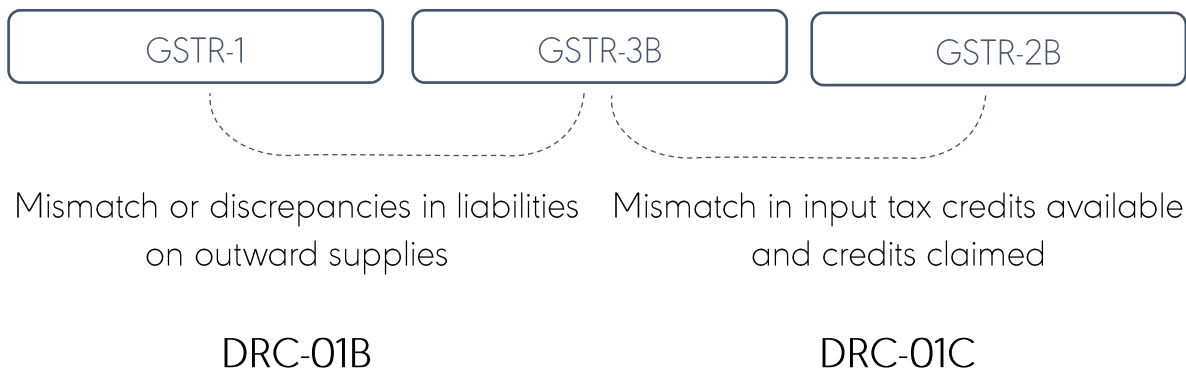 GSTR-1
GSTR-3B
GSTR-2B
Mismatch or discrepancies in liabilities
on outward supplies
Mismatch in input tax credits available
and credits claimed
DRC-01B
DRC-01C